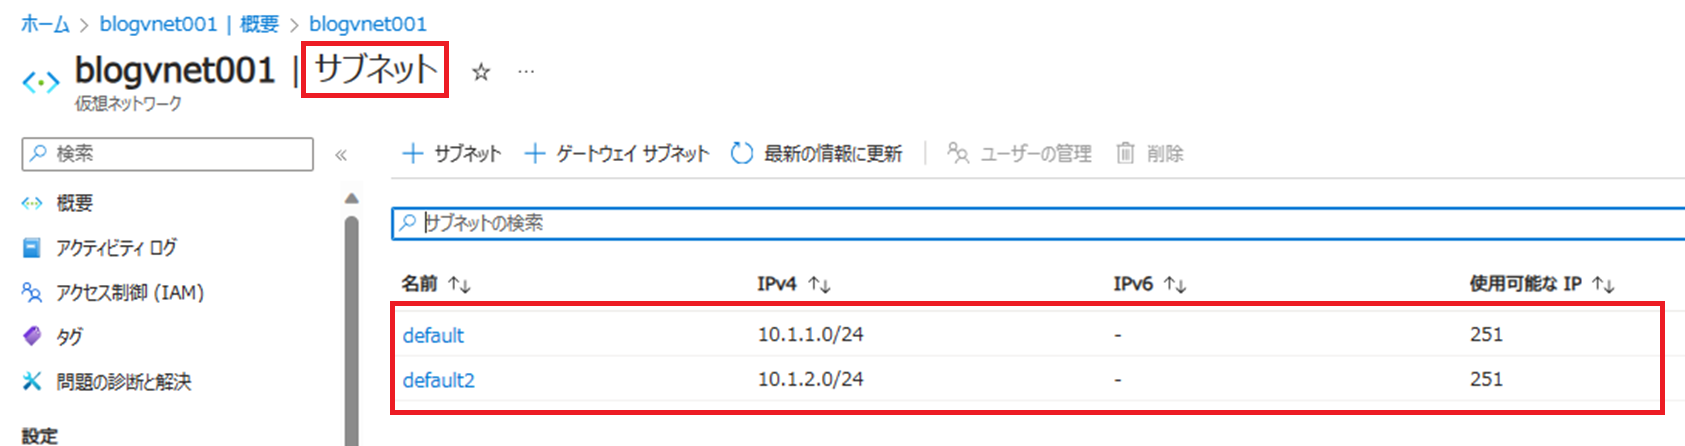 ホーム > blogvnet001 | 概要 > blogvnet001
blogvnet001 | サブネット ☆ …
仮想ネットワーク
検索 «
+ サブネット + ゲートウェイ サブネット 最新の情報に更新 | ユーザーの管理 削除
概要
アクティビティ ログ
アクセス制御 (IAM)
タグ
問題の診断と解決
設定
サブネットの検索
名前 ↑↓ IPv4 ↑↓ IPv6 ↑↓ 使用可能な IP ↑↓
default 10.1.1.0/24 - 251
default2 10.1.2.0/24 - 251